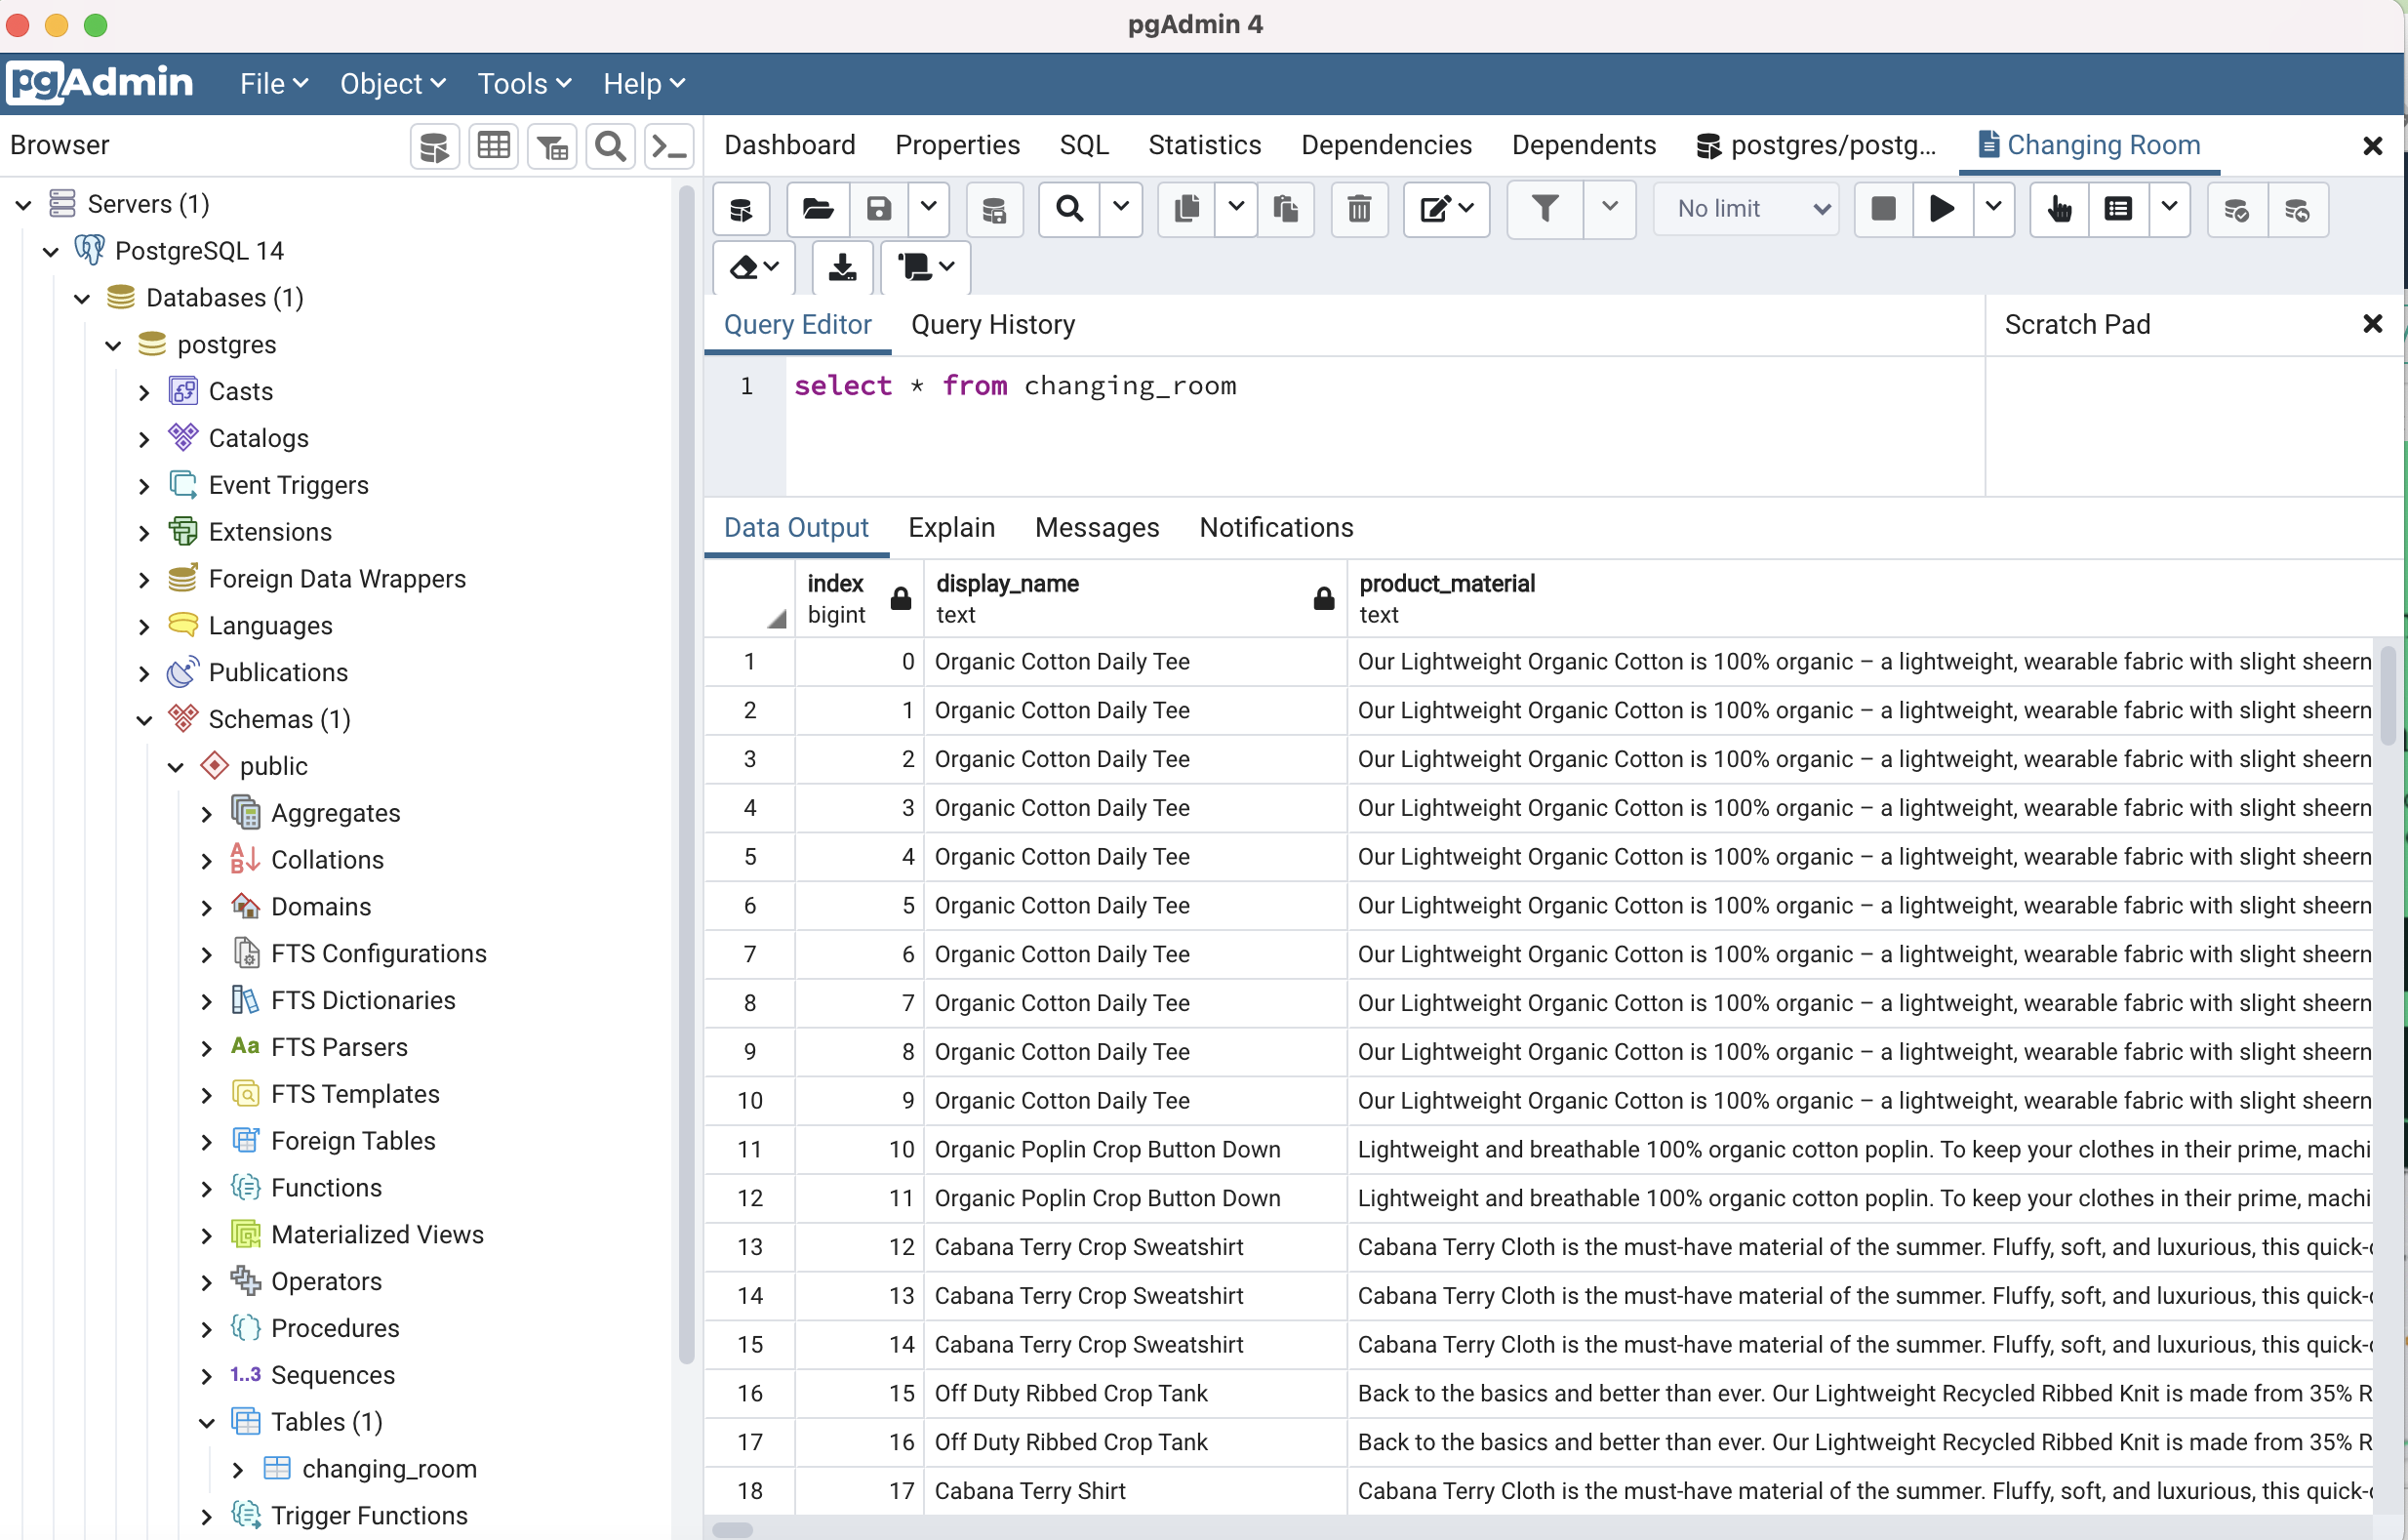 pgAdmin 4
pgAdmin File Object Tools Help
Browser
Dashboard Properties SQL Statistics Dependencies Dependents postgres/postg... Changing Room
No limit
Servers (1)
PostgreSQL 14
Databases (1)
postgres
Casts
Catalogs
Event Triggers
Extensions
Foreign Data Wrappers
Languages
Publications
Schemas (1)
public
Aggregates
Collations
Domains
FTS Configurations
FTS Dictionaries
Aa FTS Parsers
FTS Templates
Foreign Tables
Functions
Materialized Views
Operators
Procedures
1..3 Sequences
Tables (1)
changing_room
Trigger Functions
Query Editor Query History
Scratch Pad
1 select * from changing_room
Data Output Explain Messages Notifications
index display_name product_material
bigint text text
1 0 Organic Cotton Daily Tee Our Lightweight Organic Cotton is 100% organic – a lightweight, wearable fabric with slight sheern
2 1 Organic Cotton Daily Tee Our Lightweight Organic Cotton is 100% organic – a lightweight, wearable fabric with slight sheern
3 2 Organic Cotton Daily Tee Our Lightweight Organic Cotton is 100% organic – a lightweight, wearable fabric with slight sheern
4 3 Organic Cotton Daily Tee Our Lightweight Organic Cotton is 100% organic – a lightweight, wearable fabric with slight sheern
5 4 Organic Cotton Daily Tee Our Lightweight Organic Cotton is 100% organic – a lightweight, wearable fabric with slight sheern
6 5 Organic Cotton Daily Tee Our Lightweight Organic Cotton is 100% organic – a lightweight, wearable fabric with slight sheern
7 6 Organic Cotton Daily Tee Our Lightweight Organic Cotton is 100% organic – a lightweight, wearable fabric with slight sheern
8 7 Organic Cotton Daily Tee Our Lightweight Organic Cotton is 100% organic – a lightweight, wearable fabric with slight sheern
9 8 Organic Cotton Daily Tee Our Lightweight Organic Cotton is 100% organic – a lightweight, wearable fabric with slight sheern
10 9 Organic Cotton Daily Tee Our Lightweight Organic Cotton is 100% organic – a lightweight, wearable fabric with slight sheern
11 10 Organic Poplin Crop Button Down Lightweight and breathable 100% organic cotton poplin. To keep your clothes in their prime, machi
12 11 Organic Poplin Crop Button Down Lightweight and breathable 100% organic cotton poplin. To keep your clothes in their prime, machi
13 12 Cabana Terry Crop Sweatshirt Cabana Terry Cloth is the must-have material of the summer. Fluffy, soft, and luxurious, this quick-
14 13 Cabana Terry Crop Sweatshirt Cabana Terry Cloth is the must-have material of the summer. Fluffy, soft, and luxurious, this quick-
15 14 Cabana Terry Crop Sweatshirt Cabana Terry Cloth is the must-have material of the summer. Fluffy, soft, and luxurious, this quick-
16 15 Off Duty Ribbed Crop Tank Back to the basics and better than ever. Our Lightweight Recycled Ribbed Knit is made from 35% R
17 16 Off Duty Ribbed Crop Tank Back to the basics and better than ever. Our Lightweight Recycled Ribbed Knit is made from 35% R
18 17 Cabana Terry Shirt Cabana Terry Cloth is the must-have material of the summer. Fluffy, soft, and luxurious, this quick-